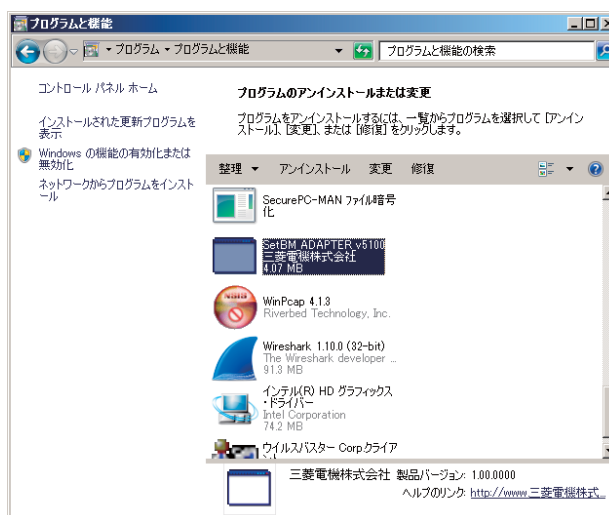 プログラムと機能
プログラム
プログラムと機能
プログラムと機能の検索
コントロール パネル ホーム
インストールされた更新プログラムを
表示
Windows の機能の有効化または
無効化
ネットワークからプログラムをインスト
ール
プログラムのアンインストールまたは変更
プログラムをアンインストールするには、一覧からプログラムを選択して [アンイン
ストール]、[変更]、または [修復] をクリックします。
整理
アンインストール
変更
修復
SecurePC-MAN ファイル暗号
化
SetBM ADAPTER v5100
三菱電機株式会社
4.07 MB
NSIS
WinPcap 4.1.3
Riverbed Technology, Inc.
Wireshark 1.10.0 (32-bit)
The Wireshark developer ...
91.3 MB
インテル(R) HD グラフィックス
・ドライバー
Intel Corporation
74.2 MB
ウイルスバスター Corp.クライア
三菱電機株式会社 製品バージョン: 1.00.0000
ヘルプのリンク: http://www.三菱電機株式...